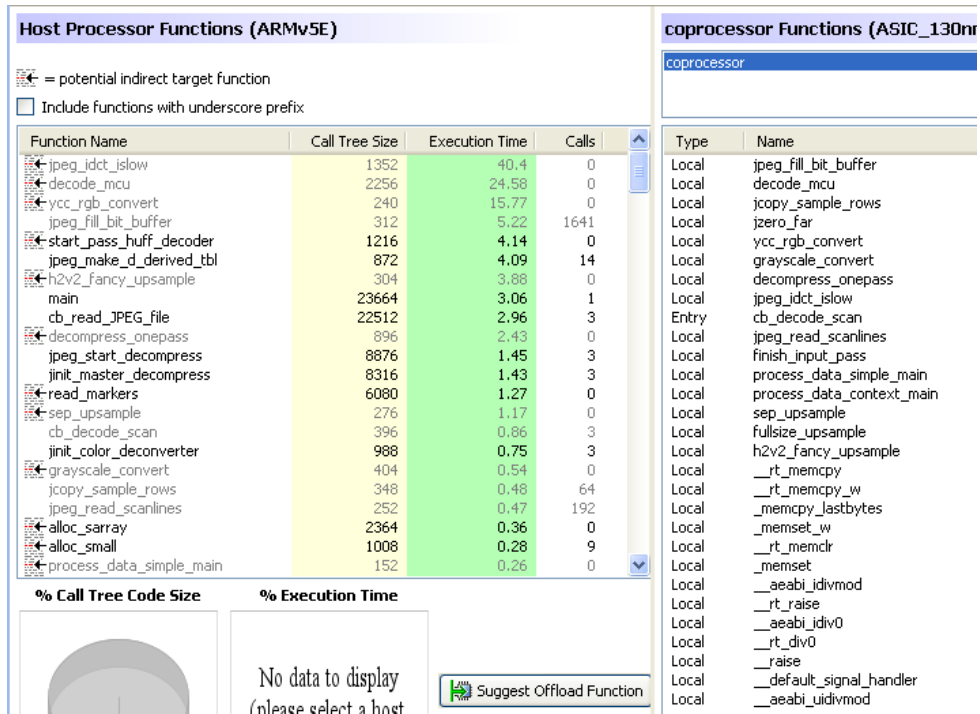 Host Processor Functions (ARMv5E)
= potential indirect target function
Include functions with underscore prefix
Function Name Call Tree Size Execution Time Calls
jpeg_idct_islow 1352 40.4 0
decode_mcu 2256 24.58 0
ycc_rgb_convert 240 15.77 0
jpeg_fill_bit_buffer 312 5.22 1641
start_pass_huff_decoder 1216 4.14 0
jpeg_make_d_derived_tbl 872 4.09 14
h2v2_fancy_upsample 304 3.88 0
main 23664 3.06 1
cb_read_JPEG_file 22512 2.96 3
decompress_onepass 896 2.43 0
jpeg_start_decompress 8876 1.45 3
jinit_master_decompress 8316 1.43 3
read_markers 6080 1.27 0
sep_upsample 276 1.17 0
cb_decode_scan 396 0.86 3
jinit_color_deconverter 988 0.75 3
grayscale_convert 404 0.54 0
jcopy_sample_rows 348 0.48 64
jpeg_read_scanlines 252 0.47 192
alloc_sarray 2364 0.36 0
alloc_small 1008 0.28 9
process_data_simple_main 152 0.26 0
% Call Tree Code Size % Execution Time
No data to display
(please select a host
Suggest Offload Function
coprocessor Functions (ASIC_130nm
coprocessor
Type Name
Local jpeg_fill_bit_buffer
Local decode_mcu
Local jcopy_sample_rows
Local jzero_far
Local ycc_rgb_convert
Local grayscale_convert
Local decompress_onepass
Local jpeg_idct_islow
Entry cb_decode_scan
Local jpeg_read_scanlines
Local finish_input_pass
Local process_data_simple_main
Local process_data_context_main
Local sep_upsample
Local fullsize_upsample
Local h2v2_fancy_upsample
Local __rt_memcpy
Local __rt_memcpy_w
Local _memcpy_lastbytes
Local _memset_w
Local __rt_memclr
Local _memset
Local __aeabi_idivmod
Local __rt_raise
Local __aeabi_idiv0
Local __rt_div0
Local __raise
Local __default_signal_handler
Local __aeabi_uidivmod